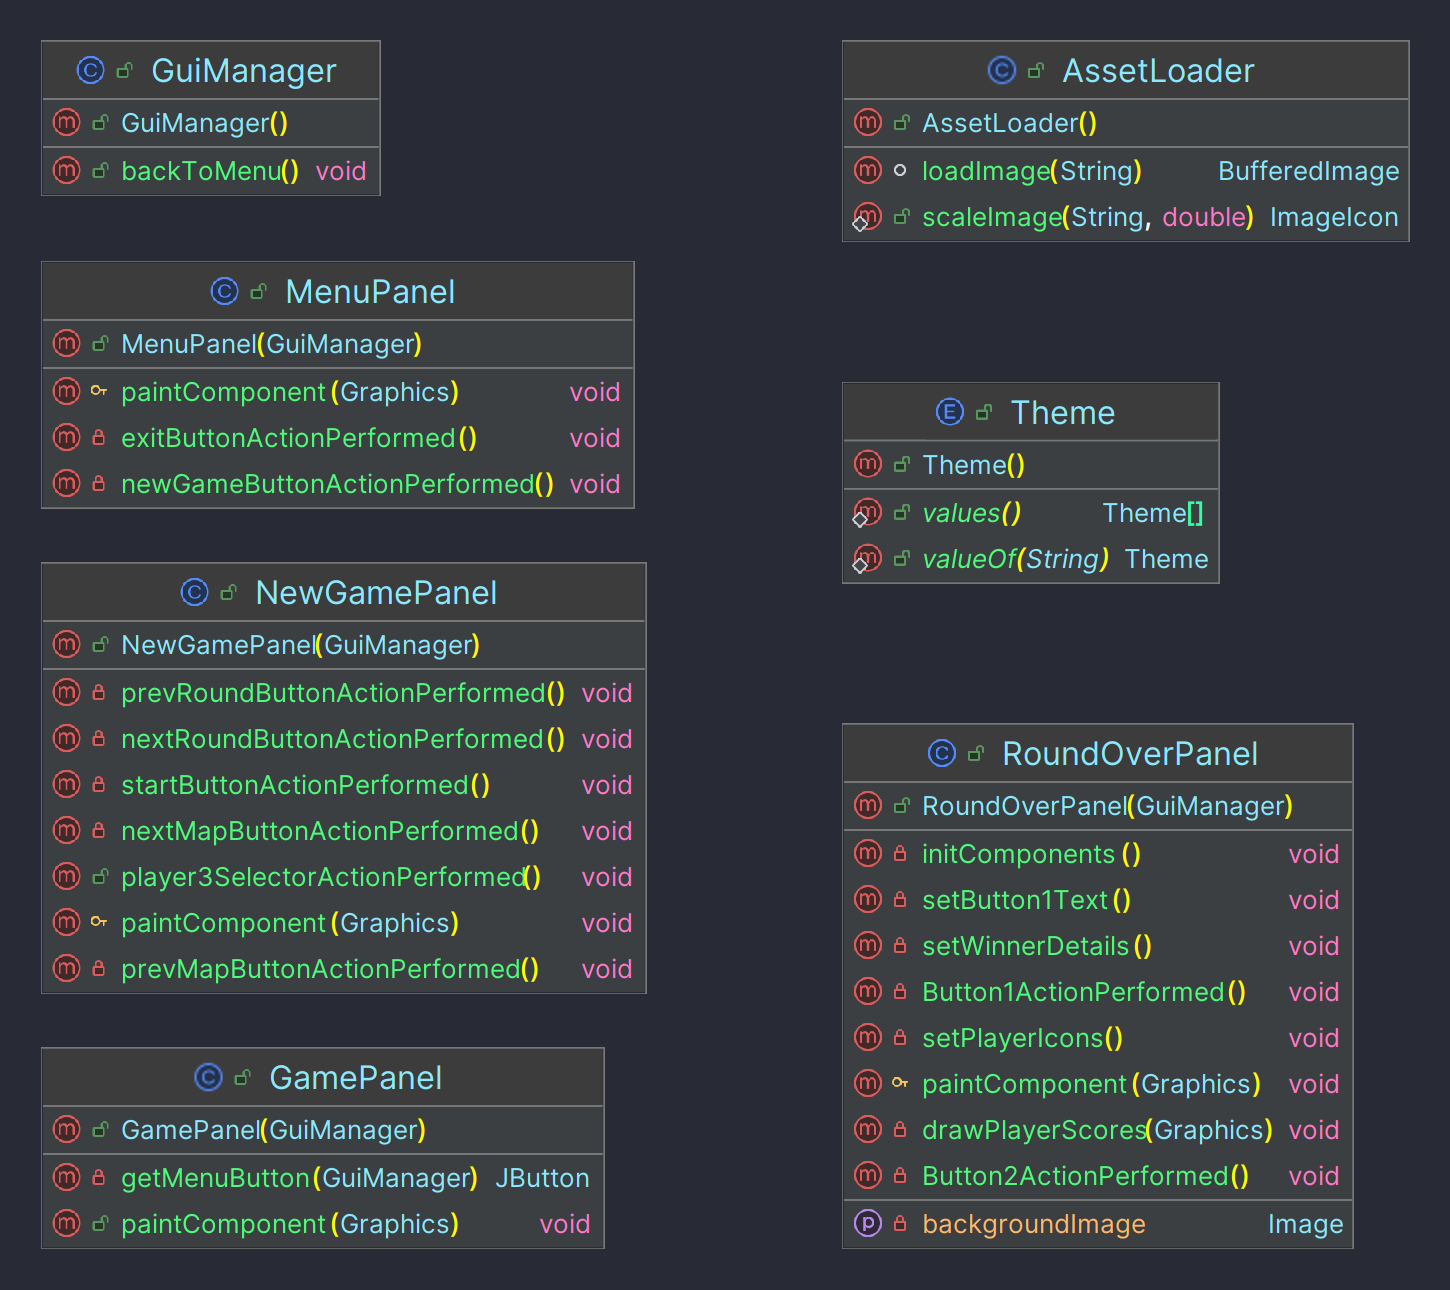 GuiManager
GuiManager()
backToMenu() void
MenuPanel
MenuPanel(GuiManager)
paintComponent(Graphics) void
exitButtonActionPerformed() void
newGameButtonActionPerformed() void
NewGamePanel
NewGamePanel(GuiManager)
prevRoundButtonActionPerformed() void
nextRoundButtonActionPerformed() void
startButtonActionPerformed() void
nextMapButtonActionPerformed() void
player3SelectorActionPerformed() void
paintComponent(Graphics) void
prevMapButtonActionPerformed() void
GamePanel
GamePanel(GuiManager)
getMenuButton(GuiManager) JButton
paintComponent(Graphics) void
AssetLoader
AssetLoader()
loadImage(String) BufferedImage
scaleImage(String, double) ImageIcon
Theme
Theme()
values() Theme[]
valueOf(String) Theme
RoundOverPanel
RoundOverPanel(GuiManager)
initComponents() void
setButton1Text() void
setWinnerDetails() void
Button1ActionPerformed() void
setPlayerIcons() void
paintComponent(Graphics) void
drawPlayerScores(Graphics) void
Button2ActionPerformed() void
backgroundImage Image